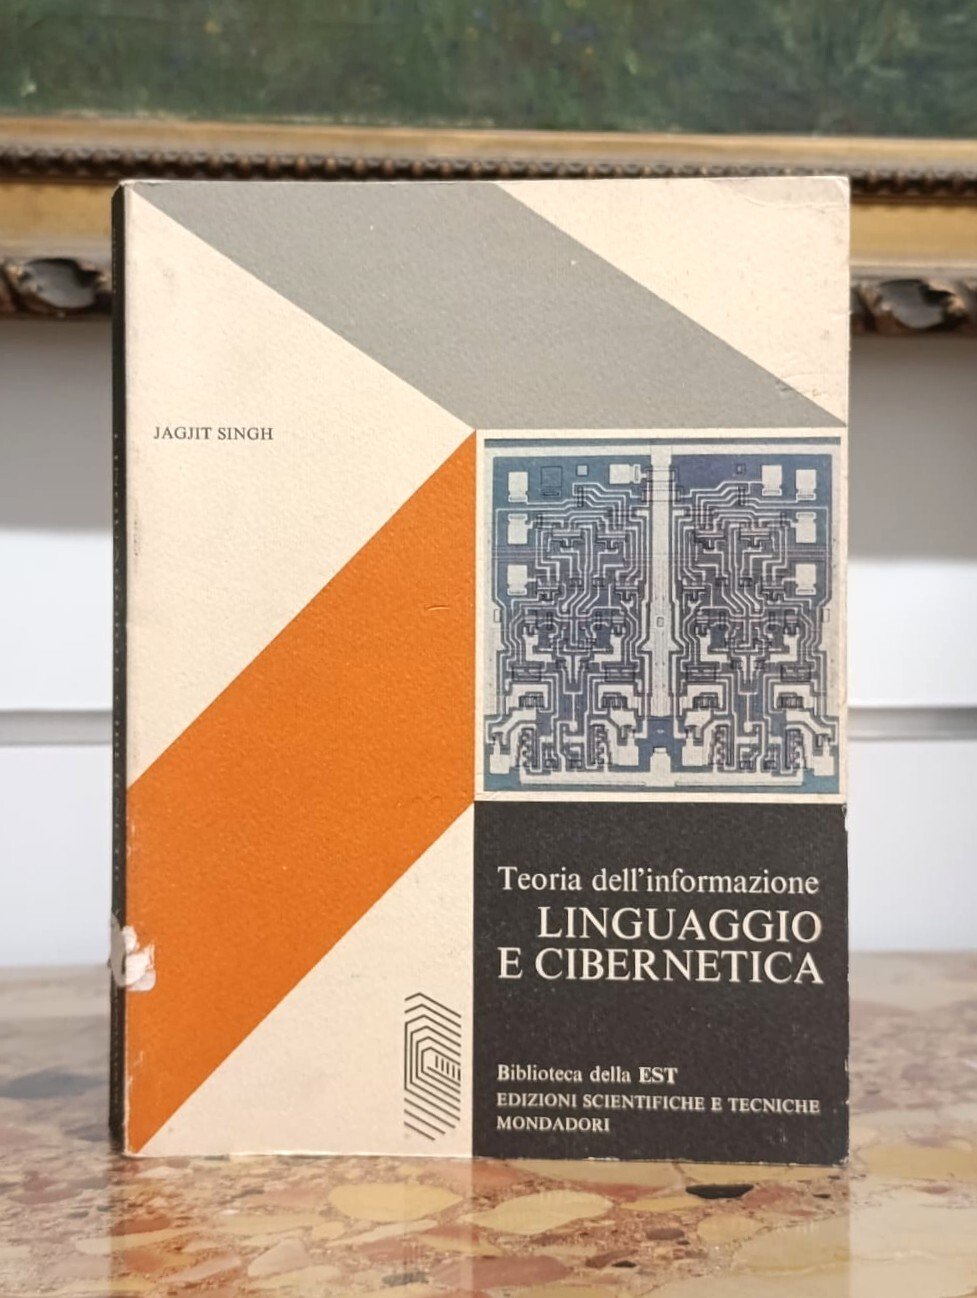 JAGJIT SINGH
Teoria dell'informazione
LINGUAGGIO
E CIBERNETICA
Biblioteca della EST
EDIZIONI SCIENTIFICHE E TECNICHE
MONDADORI